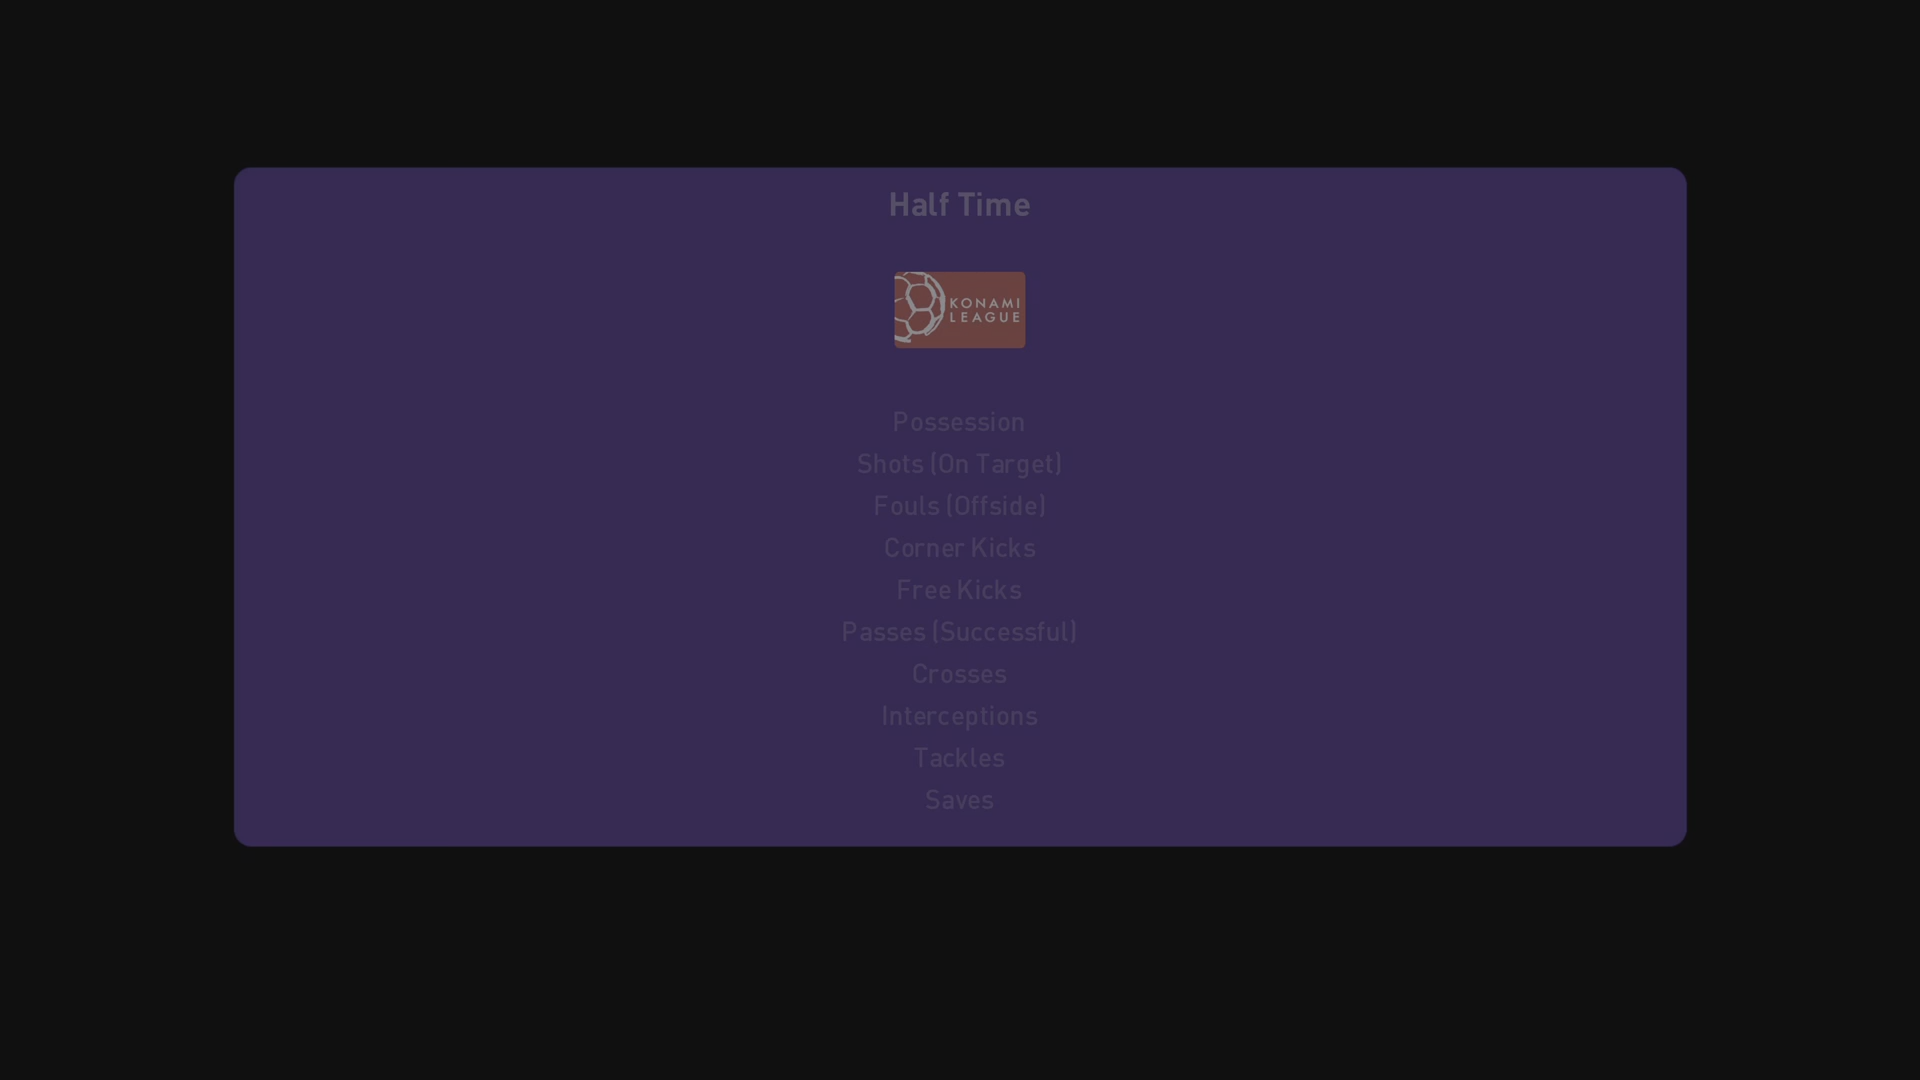 Half Time
KONAMI
LEAGUE
Possession
Shots (On Target)
Fouls (Offside)
Corner Kicks
Free Kicks
Passes (Successful)
Crosses
Interceptions
Tackles
Saves